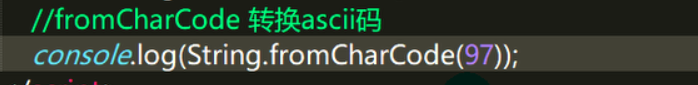 //fromCharCode 转换ascii码
console.log(String.fromCharCode(97));